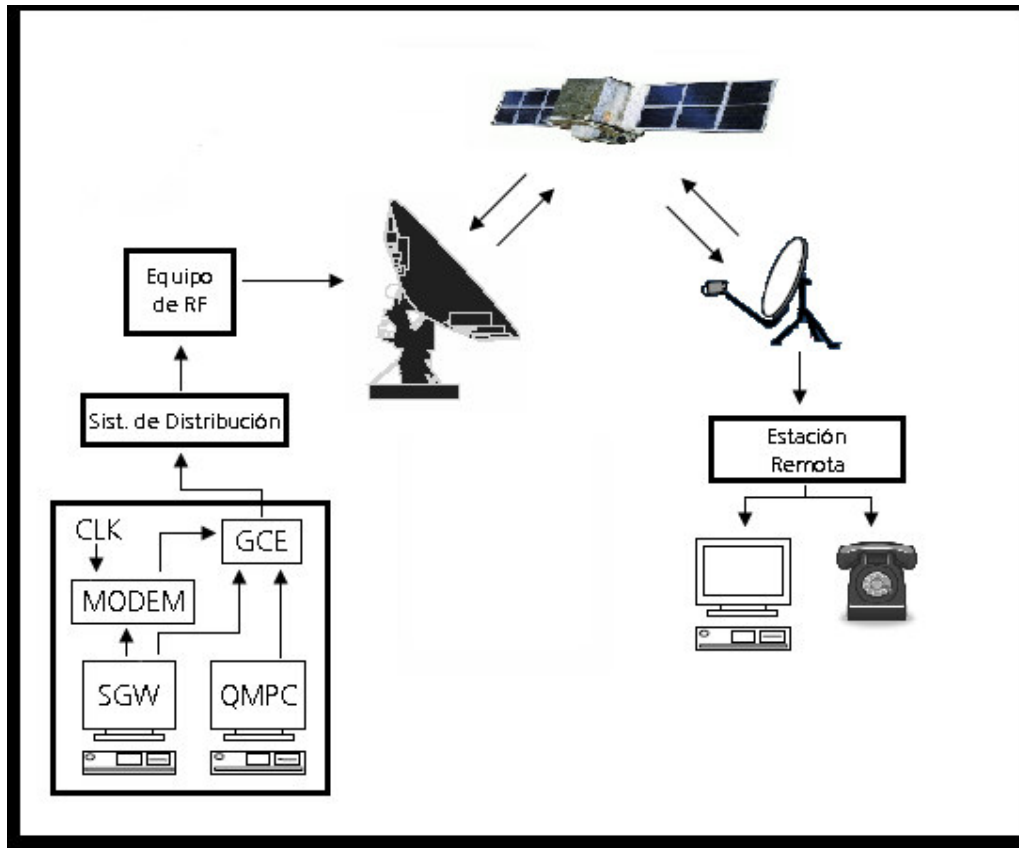 Equipo
de RF
Sist. de Distribución
Estación
Remota
CLK
GCE
MODEM
SGW
QMPC